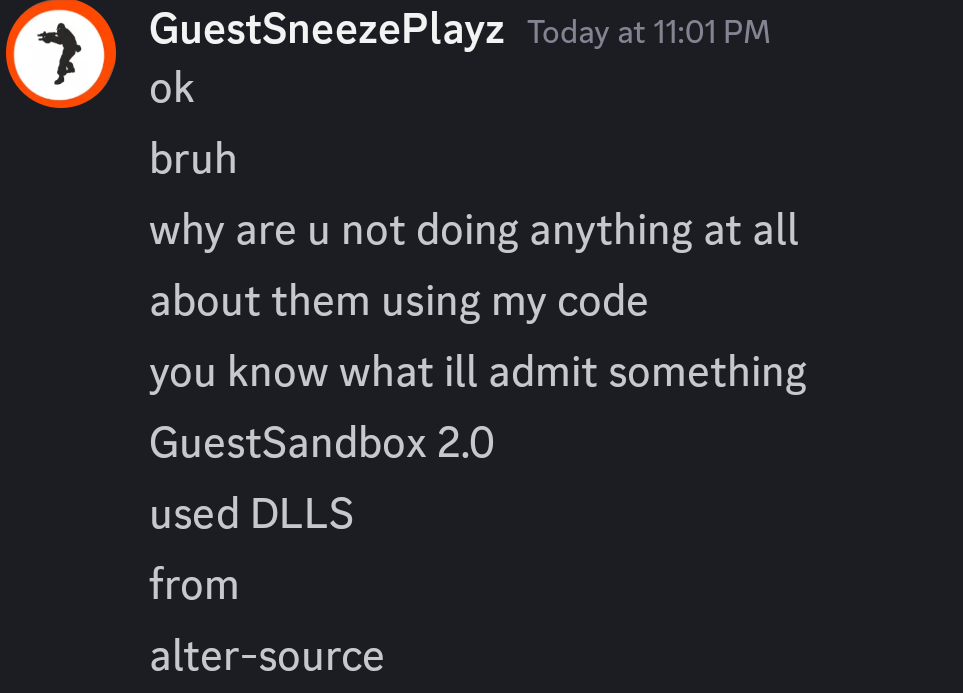 GuestSneezePlayz Today at 11:01 PM
ok
bruh
why are u not doing anything at all
about them using my code
you know what ill admit something
GuestSandbox 2.0
used DLLS
from
alter-source